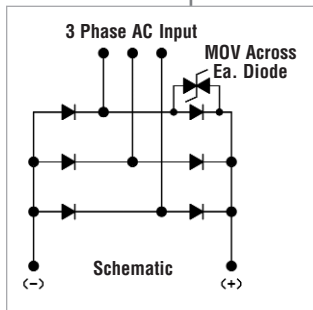 3 Phase AC Input
MOV Across
Ea. Diode
Schematic
(-)
(+)